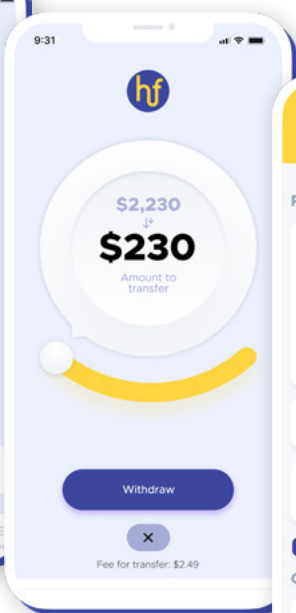 9:31
hf
$2,230
$230
Amount to
transfer
Withdraw
Fee for transfer: $2.49